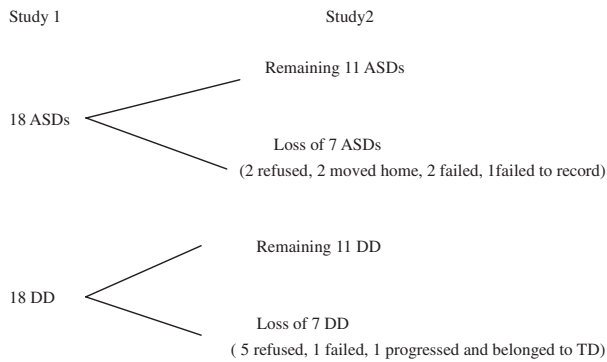 Study 1 Study2
Remaining 11 ASDs
18 ASDs
Loss of 7 ASDs
(2 refused, 2 moved home, 2 failed, 1failed to record)
Remaining 11 DD
18 DD
Loss of 7 DD
( 5 refused, 1 failed, 1 progressed and belonged to TD)